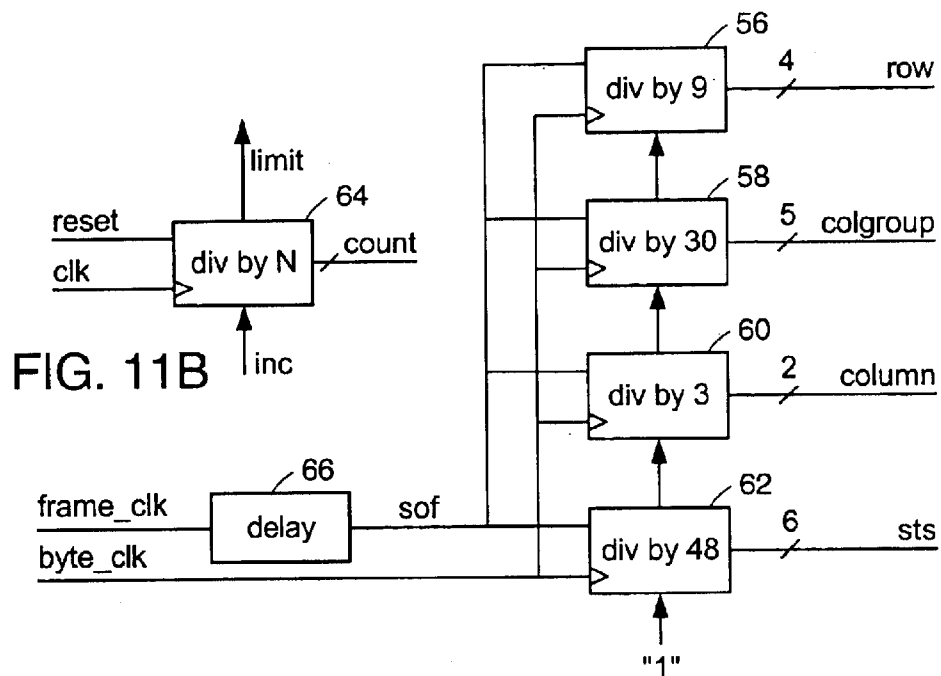 56
div by 9
4
row
limit
64
reset
div by N
count
clk
inc
FIG. 11B
58
div by 30
5
colgroup
60
div by 3
2
column
66
frame_clk
delay
sof
byte_clk
62
div by 48
6
sts
"1"